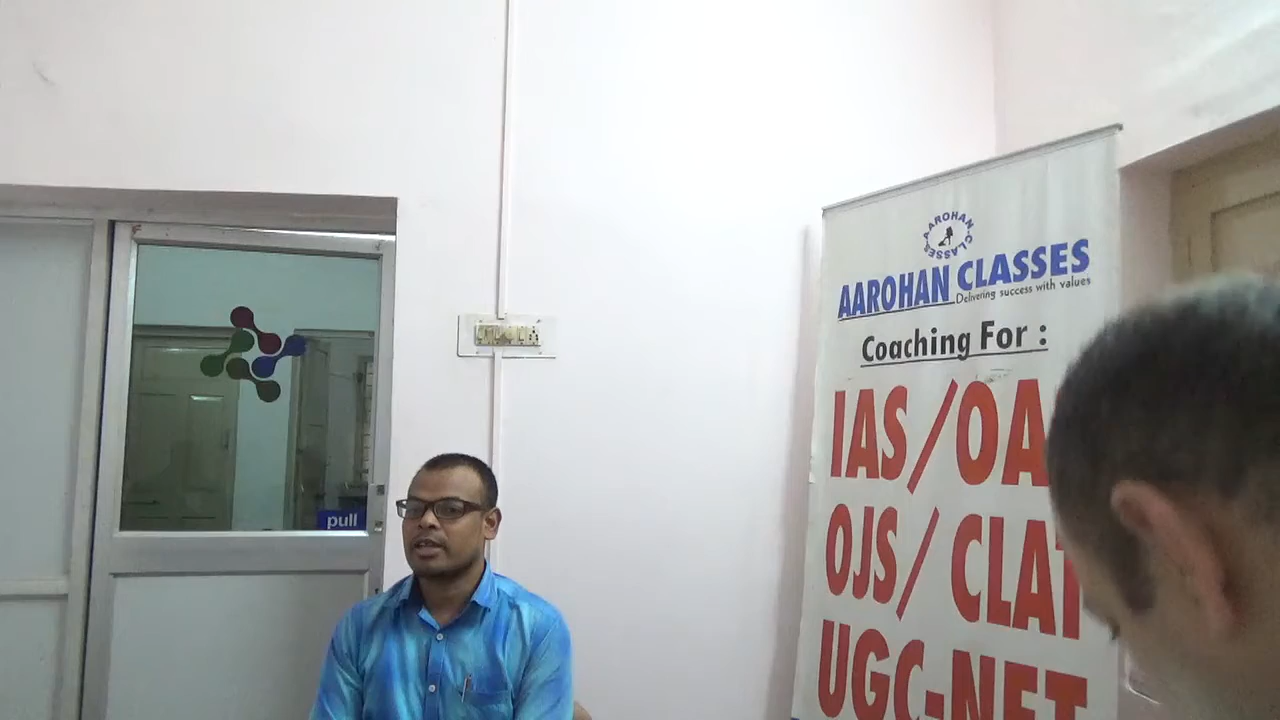 AAROHAN-CLASSES
AAROHAN CLASSES
Delivering success with values
Coaching For :
IAS/OA
OJS/ CLAT
UGC-NET
pull